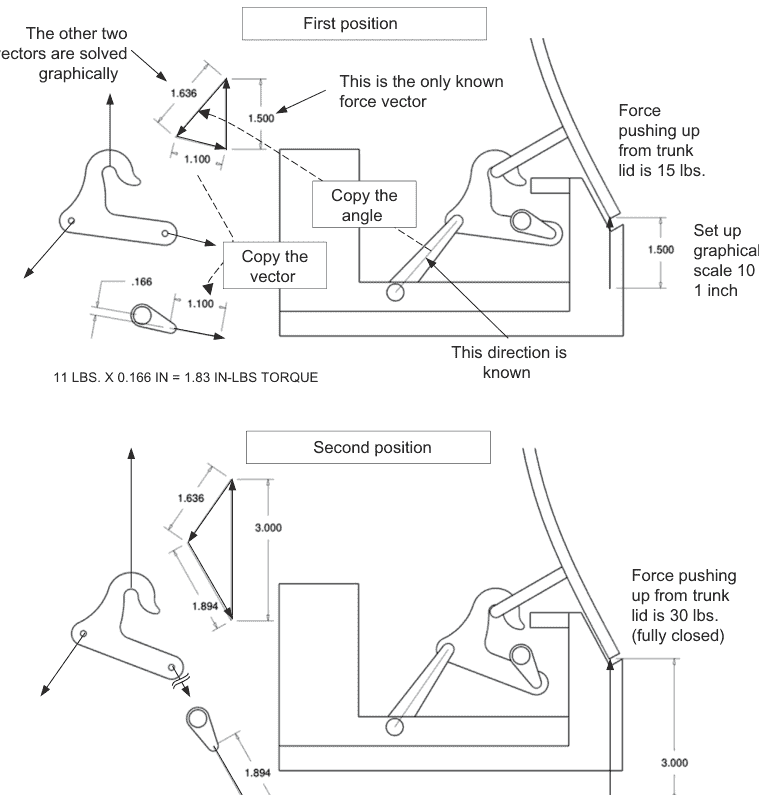 First position
The other two
vectors are solved
graphically
1.636
1.500
1.100
This is the only known
force vector
Force
pushing up
from trunk
lid is 15 lbs.
Copy the
angle
Copy the
vector
1.500
Set up
graphical
scale 10
1 inch
.166
1.100
This direction is
known
11 LBS. X 0.166 IN = 1.83 IN-LBS TORQUE
Second position
1.636
3.000
1.894
Force pushing
up from trunk
lid is 30 lbs.
(fully closed)
1.894
3.000